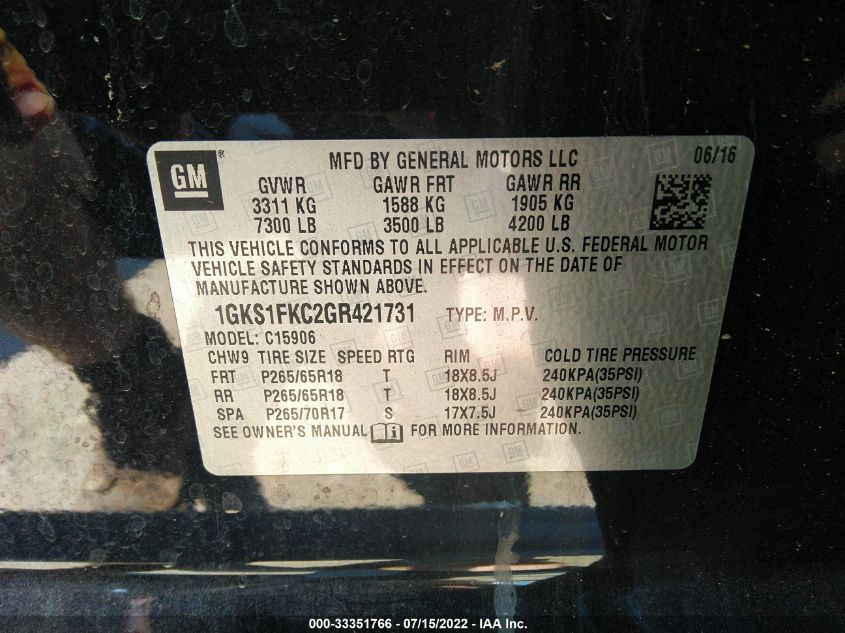 GM® MFD BY GENERAL MOTORS LLC 06/16
GVWR GAWR FRT GAWR RR
3311 KG 1588 KG 1905 KG
7300 LB 3500 LB 4200 LB
THIS VEHICLE CONFORMS TO ALL APPLICABLE U.S. FEDERAL MOTOR
VEHICLE SAFETY STANDARDS IN EFFECT ON THE DATE OF
MANUFACTURE SHOWN ABOVE.
1GKS1FKC2GR421731 TYPE: M.P.V.
MODEL: C15906
CHW9 TIRE SIZE SPEED RTG RIM COLD TIRE PRESSURE
FRT P265/65R18 T 18X8.5J 240KPA(35PSI)
RR P265/65R18 T 18X8.5J 240KPA(35PSI)
SPA P265/70R17 S 17X7.5J 240KPA(35PSI)
SEE OWNER'S MANUAL FOR MORE INFORMATION.
000-33351766 - 07/15/2022 - IAA Inc.